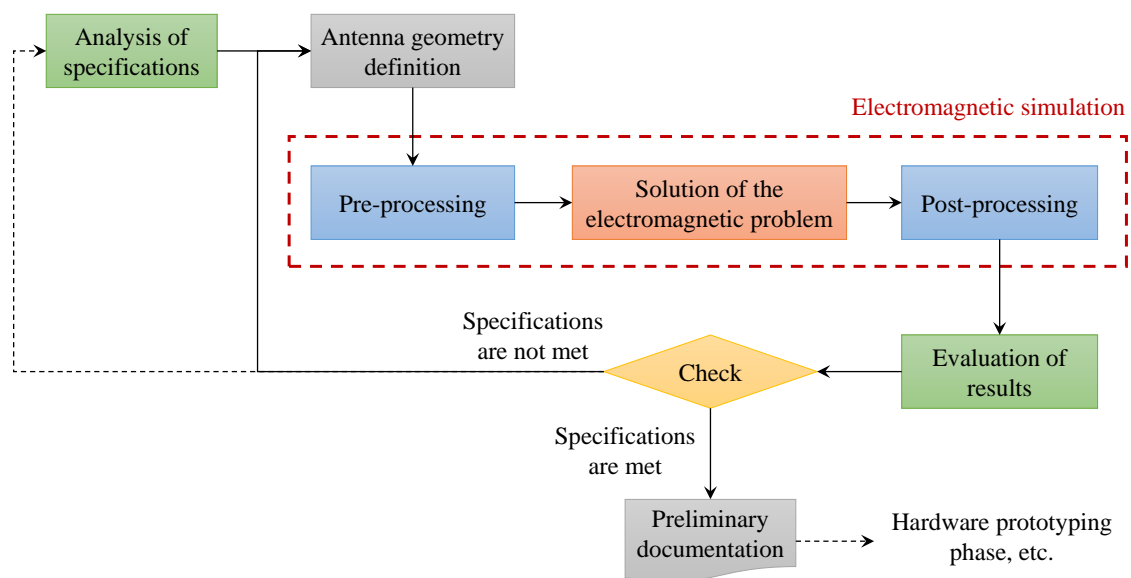 Analysis of
specifications
Antenna geometry
definition
Electromagnetic simulation
Pre-processing
Solution of the
electromagnetic problem
Post-processing
Specifications
are not met
Check
Evaluation of
results
Specifications
are met
Preliminary
documentation
Hardware prototyping
phase, etc.